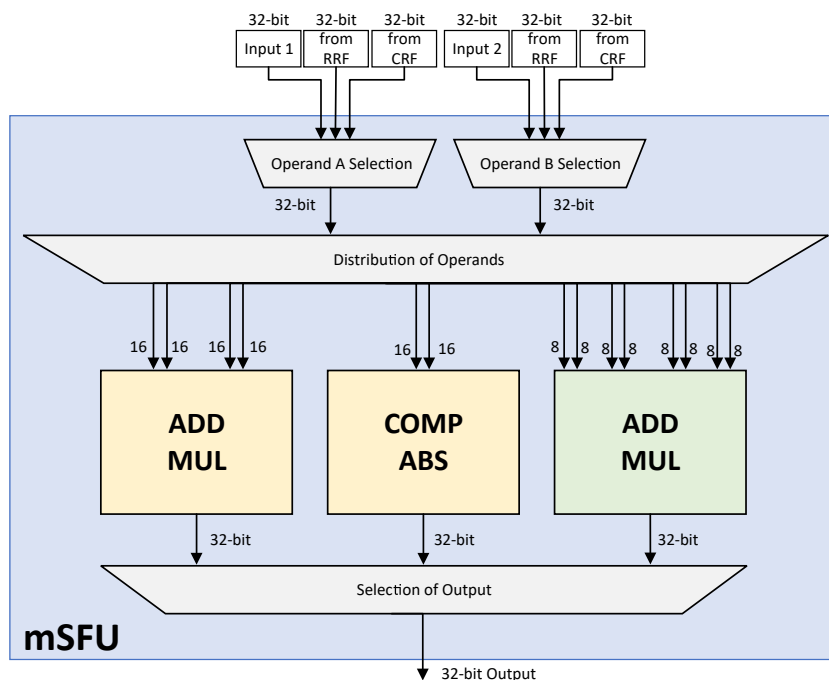 32-bit 32-bit 32-bit 32-bit 32-bit 32-bit
Input 1 from RRF from CRF Input 2 from RRF from CRF
Operand A Selection Operand B Selection
32-bit 32-bit
Distribution of Operands
16 16 16 16 16 16 8 8 8 8 8 8 8 8
ADD COMP ADD
MUL ABS MUL
32-bit 32-bit 32-bit
Selection of Output
mSFU
32-bit Output